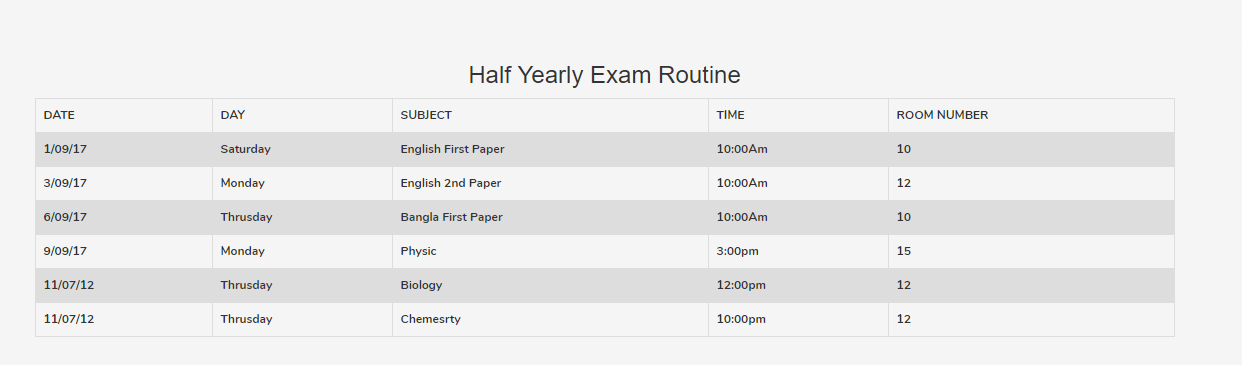 Half Yearly Exam Routine
DATE DAY SUBJECT TIME ROOM NUMBER
1/09/17 Saturday English First Paper 10:00Am 10
3/09/17 Monday English 2nd Paper 10:00Am 12
6/09/17 Thrusday Bangla First Paper 10:00Am 10
9/09/17 Monday Physic 3:00pm 15
11/07/12 Thrusday Biology 12:00pm 12
11/07/12 Thrusday Chemesrty 10:00pm 12